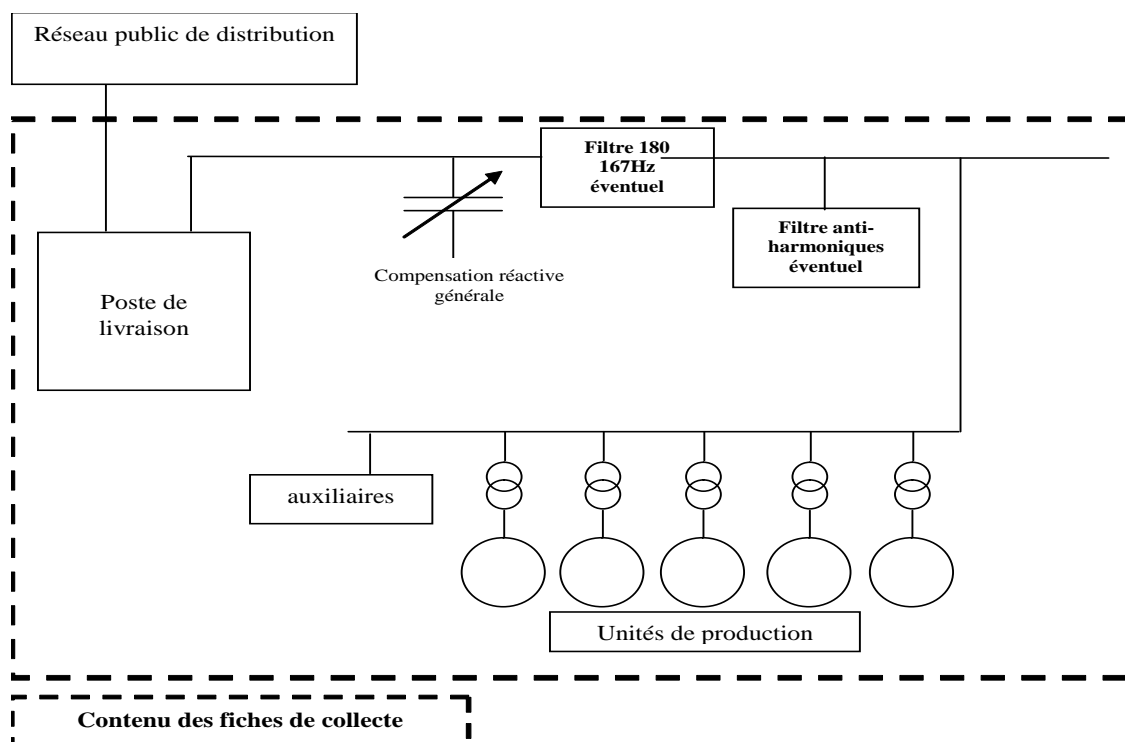 Réseau public de distribution
Filtre 180
167Hz
éventuel
Filtre anti-
harmoniques
éventuel
Compensation réactive
générale
Poste de
livraison
auxiliaires
Unités de production
Contenu des fiches de collecte